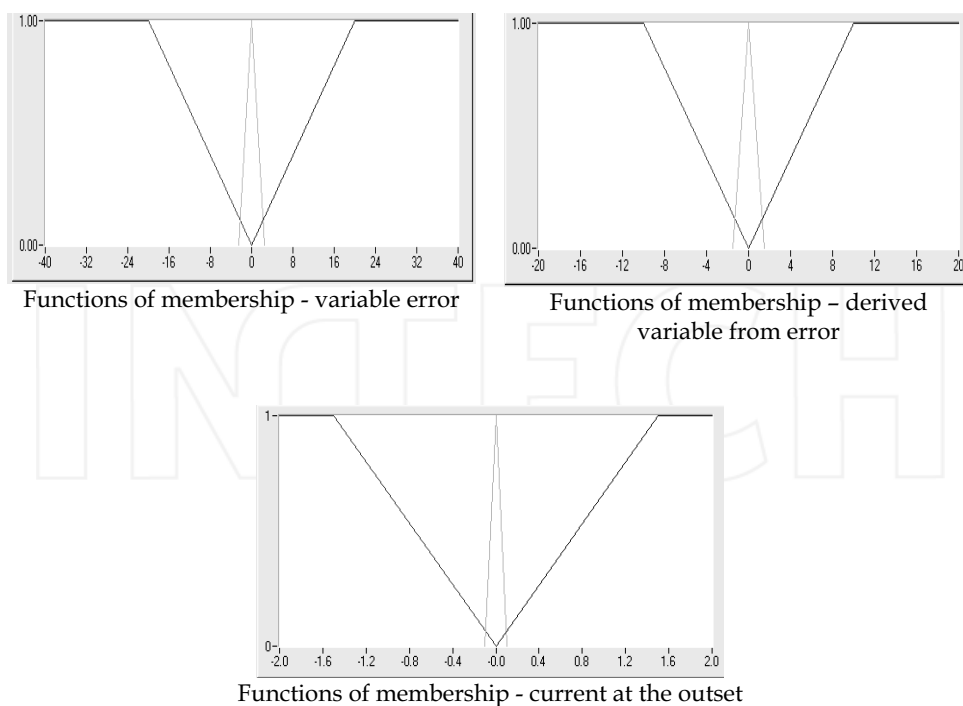 1.00
0.00
-40 -32 -24 -16 -8 0 8 16 24 32 40
Functions of membership - variable error
1.00
0.00
-20 -16 -12 -8 -4 0 4 8 12 16 20
Functions of membership – derived
variable from error
INTECH
1
0
-2.0 -1.6 -1.2 -0.8 -0.4 -0.0 0.4 0.8 1.2 1.6 2.0
Functions of membership - current at the outset